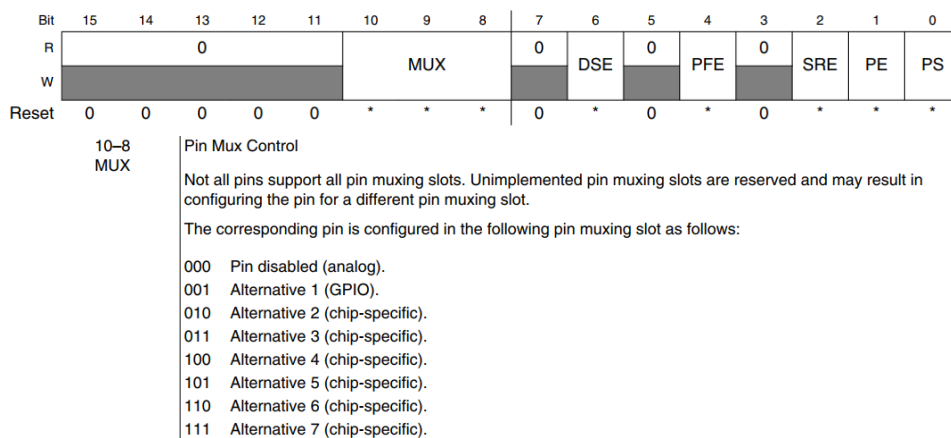 Bit 15 14 13 12 11 10 9 8 7 6 5 4 3 2 1 0
R 0 MUX 0 DSE 0 PFE 0 SRE PE PS
W
Reset 0 0 0 0 0 * * * 0 * 0 * 0 * * *
10–8 Pin Mux Control
MUX
Not all pins support all pin muxing slots. Unimplemented pin muxing slots are reserved and may result in
configuring the pin for a different pin muxing slot.
The corresponding pin is configured in the following pin muxing slot as follows:
000 Pin disabled (analog).
001 Alternative 1 (GPIO).
010 Alternative 2 (chip-specific).
011 Alternative 3 (chip-specific).
100 Alternative 4 (chip-specific).
101 Alternative 5 (chip-specific).
110 Alternative 6 (chip-specific).
111 Alternative 7 (chip-specific).